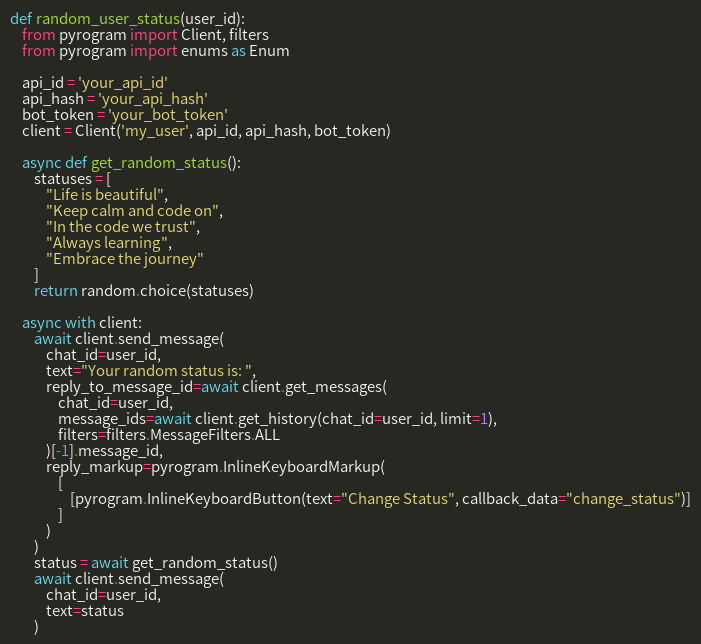 def random_user_status(user_id):
    from pyrogram import Client, filters
    from pyrogram import enums as Enum

    api_id = 'your_api_id'
    api_hash = 'your_api_hash'
    bot_token = 'your_bot_token'
    client = Client('my_user', api_id, api_hash, bot_token)

    async def get_random_status():
        statuses = [
            "Life is beautiful",
            "Keep calm and code on",
            "In the code we trust",
            "Always learning",
            "Embrace the journey"
        ]
        return random.choice(statuses)

    async with client:
        await client.send_message(
            chat_id=user_id,
            text="Your random status is: ",
            reply_to_message_id=await client.get_messages(
                chat_id=user_id,
                message_ids=await client.get_history(chat_id=user_id, limit=1),
                filters=filters.MessageFilters.ALL
            )[-1].message_id,
            reply_markup=pyrogram.InlineKeyboardMarkup(
                [
                    [pyrogram.InlineKeyboardButton(text="Change Status", callback_data="change_status")]
                ]
            )
        )
        status = await get_random_status()
        await client.send_message(
            chat_id=user_id,
            text=status
        )